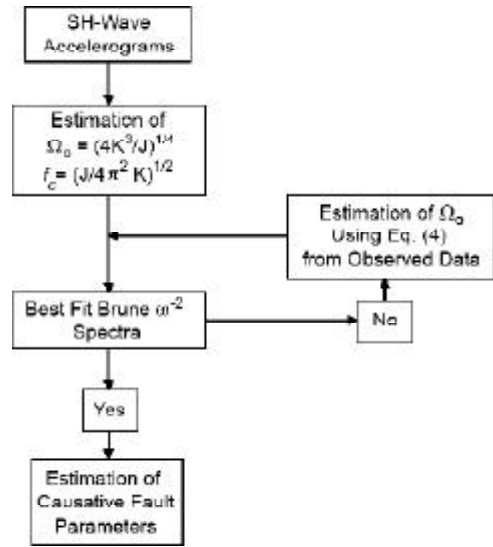 SH-Wave
Accelerograms
Estimation of
Ω₀ = (4K³/J)^1/4
f_c = (J/4π² K)^1/2
Estimation of Ω₀
Using Eq. (4)
from Observed Data
Best Fit Brune ω⁻²
Spectra
No
Yes
Estimation of
Causative Fault
Parameters